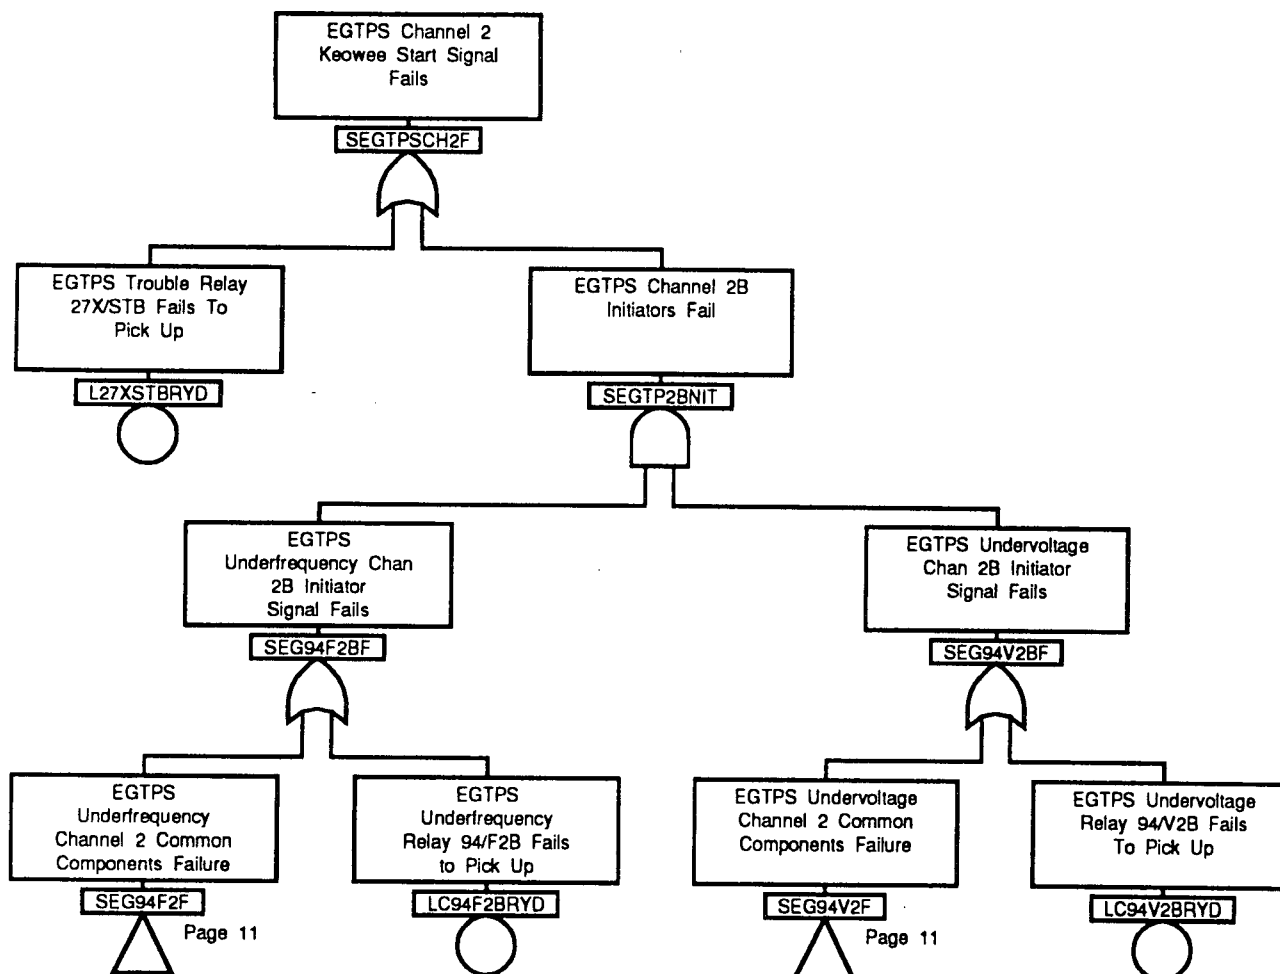 EGTPS Channel 2
Keowee Start Signal
Fails
SEGTPSCH2F
EGTPS Trouble Relay
27X/STB Fails To
Pick Up
L27XSTBRYD
EGTPS Channel 2B
Initiators Fail
SEGTP2BNIT
EGTPS
Underfrequency Chan
2B Initiator
Signal Fails
SEG94F2BF
EGTPS Undervoltage
Chan 2B Initiator
Signal Fails
SEG94V2BF
EGTPS
Underfrequency
Channel 2 Common
Components Failure
SEG94F2F
Page 11
EGTPS
Underfrequency
Relay 94/F2B Fails
to Pick Up
LC94F2BRYD
EGTPS Undervoltage
Channel 2 Common
Components Failure
SEG94V2F
Page 11
EGTPS Undervoltage
Relay 94/V2B Fails
To Pick Up
LC94V2BRYD